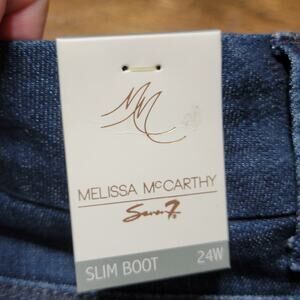 MM
MELISSA McCARTHY
Seven7
SLIM BOOT 24W